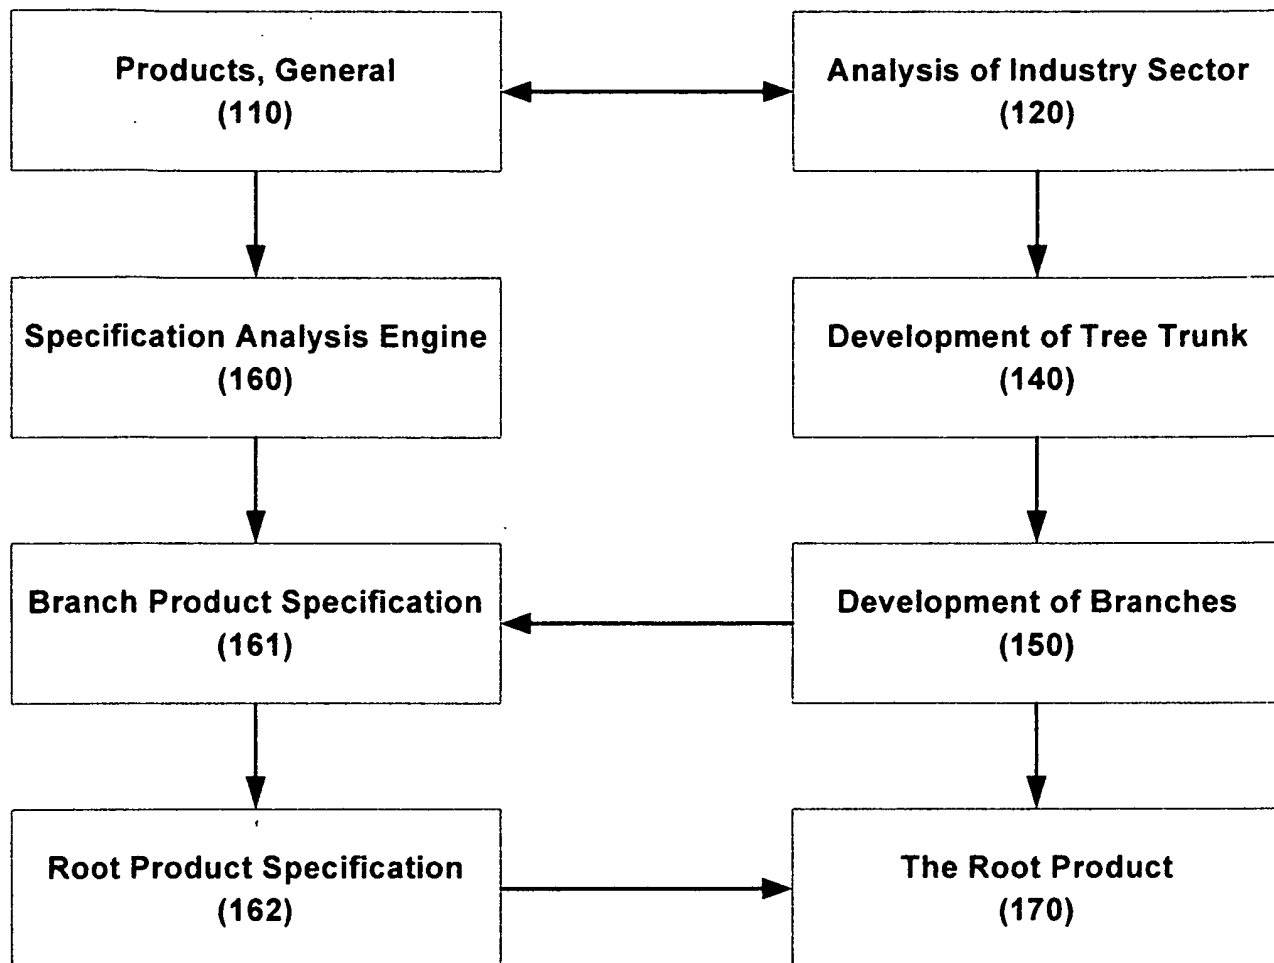 Products, General
(110)
Analysis of Industry Sector
(120)
Specification Analysis Engine
(160)
Development of Tree Trunk
(140)
Branch Product Specification
(161)
Development of Branches
(150)
Root Product Specification
(162)
The Root Product
(170)